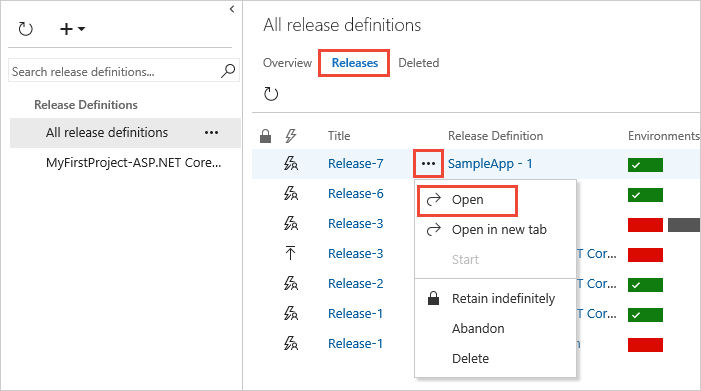 All release definitions
Search release definitions...
Overview
Releases
Deleted
Release Definitions
All release definitions
MyFirstProject-ASP.NET Core...
Title
Release Definition
Environments
Release-7
SampleApp - 1
Release-6
Open
Release-3
Open in new tab
Release-3
Start
T Cor...
Release-2
T Cor...
Release-1
Retain indefinitely
T Cor...
Abandon
Release-1
Delete